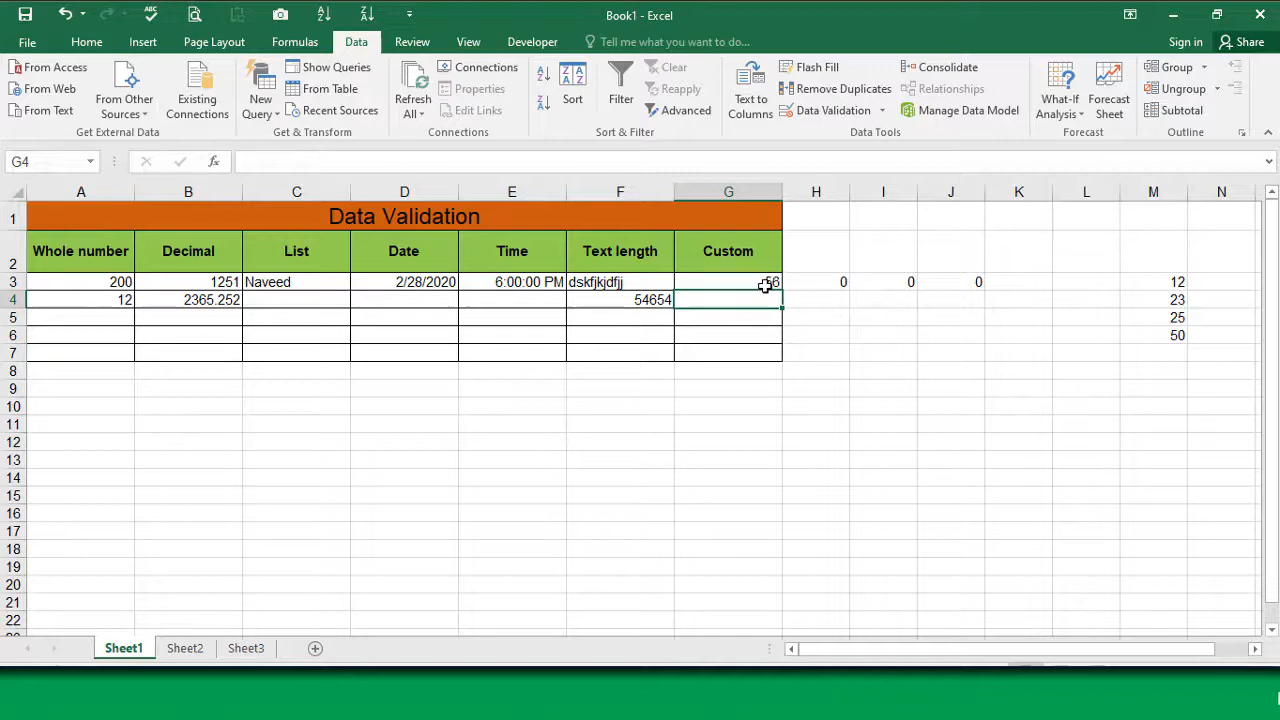 Book1 - Excel
File Home Insert Page Layout Formulas Data Review View Developer Tell me what you want to do... Sign in Share
From Access
From Web
From Text
From Other Sources
Existing Connections
Get External Data
New Query
Show Queries
From Table
Recent Sources
Get & Transform
Refresh All
Connections
Properties
Edit Links
Connections
Sort
Filter
Clear
Reapply
Advanced
Sort & Filter
Text to Columns
Flash Fill
Remove Duplicates
Data Validation
Consolidate
Relationships
Manage Data Model
Data Tools
What-If Analysis
Forecast Sheet
Forecast
Group
Ungroup
Subtotal
Outline
G4 fx
A B C D E F G H I J K L M N
1 Data Validation
2 Whole number Decimal List Date Time Text length Custom
3 200 1251 Naveed 2/28/2020 6:00:00 PM dskfjkjdfjj 0 0 0 12
4 12 2365.252 54654 23
5 25
6 50
7
8
9
10
11
12
13
14
15
16
17
18
19
20
21
22
Sheet1 Sheet2 Sheet3